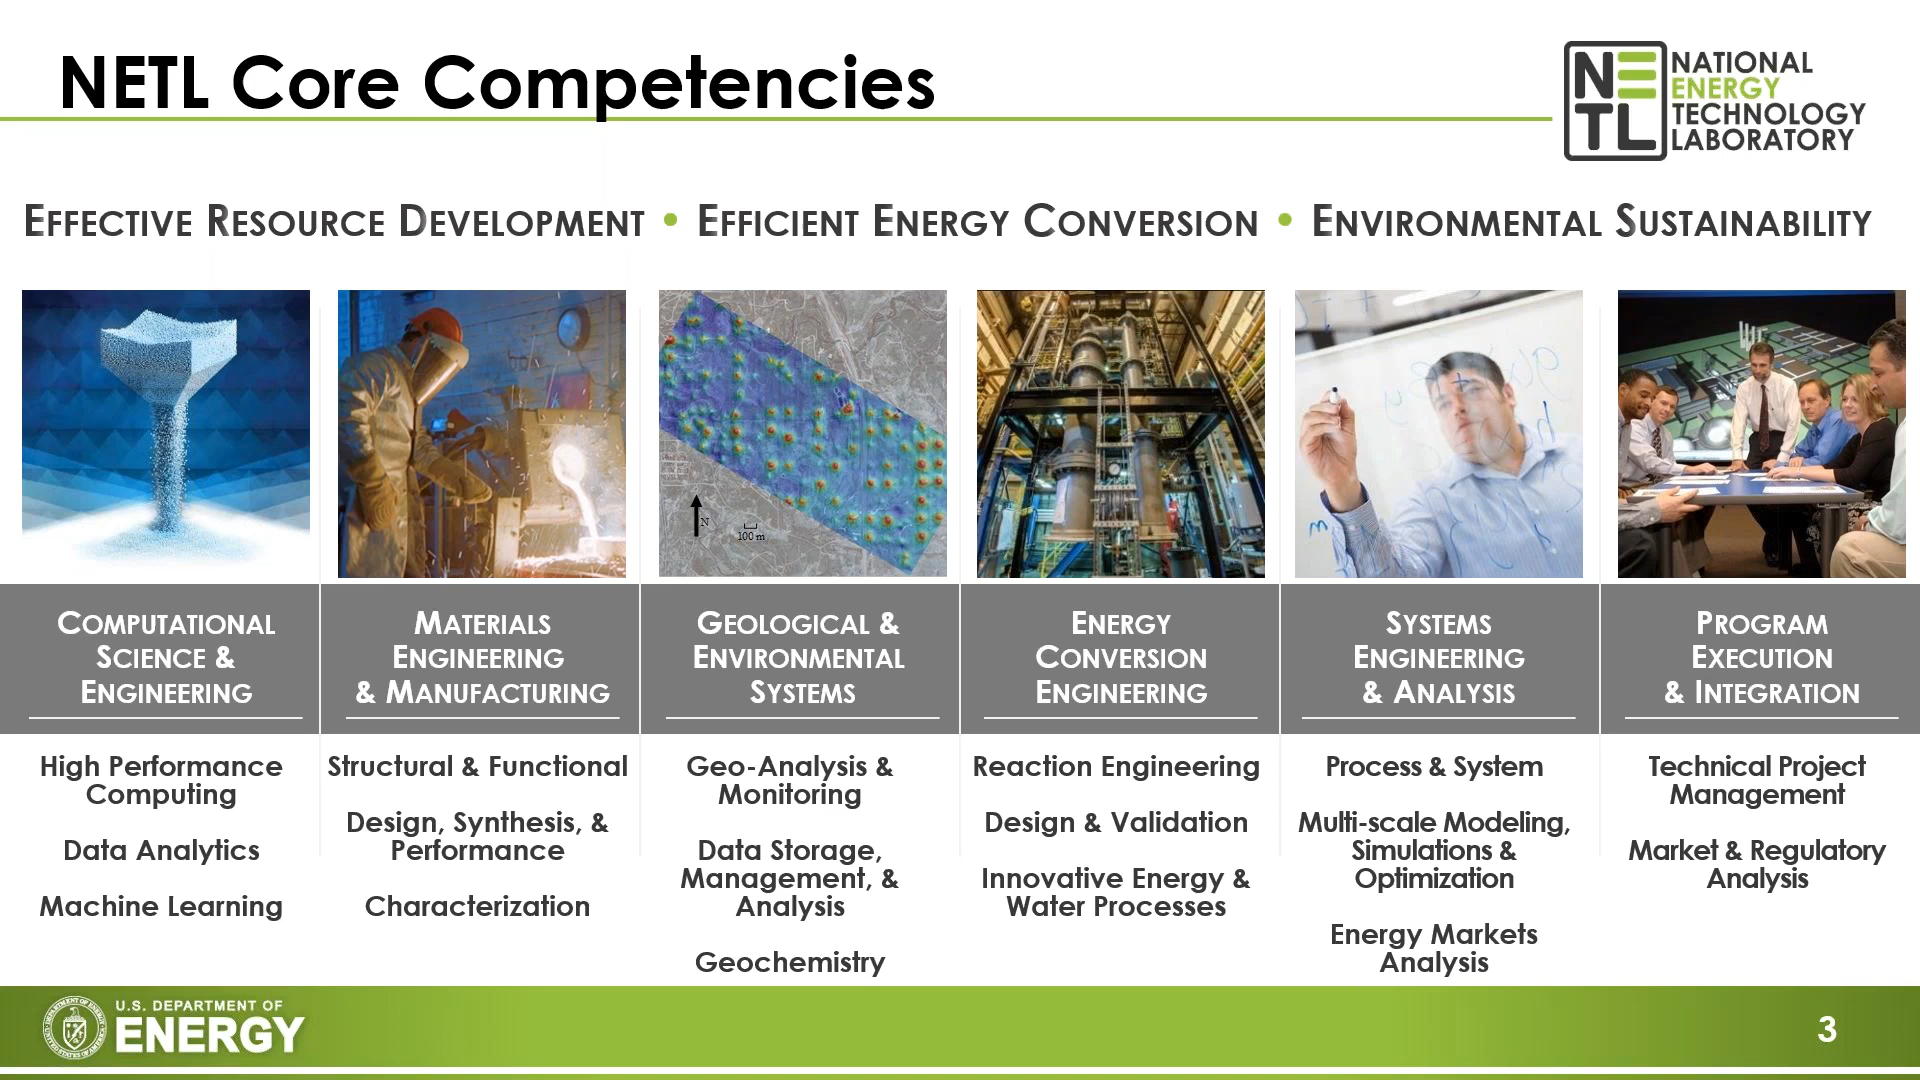 NETL Core Competencies
NATIONAL
ENERGY
TECHNOLOGY
LABORATORY
NE
TL
EFFECTIVE RESOURCE DEVELOPMENT • EFFICIENT ENERGY CONVERSION • ENVIRONMENTAL SUSTAINABILITY
N
100 m
COMPUTATIONAL
SCIENCE &
ENGINEERING
MATERIALS
ENGINEERING
& MANUFACTURING
GEOLOGICAL &
ENVIRONMENTAL
SYSTEMS
ENERGY
CONVERSION
ENGINEERING
SYSTEMS
ENGINEERING
& ANALYSIS
PROGRAM
EXECUTION
& INTEGRATION
High Performance
Computing
Data Analytics
Machine Learning
Structural & Functional
Design, Synthesis, &
Performance
Characterization
Geo-Analysis &
Monitoring
Data Storage,
Management, &
Analysis
Geochemistry
Reaction Engineering
Design & Validation
Innovative Energy &
Water Processes
Process & System
Multi-scale Modeling,
Simulations &
Optimization
Energy Markets
Analysis
Technical Project
Management
Market & Regulatory
Analysis
U.S. DEPARTMENT OF
ENERGY
3